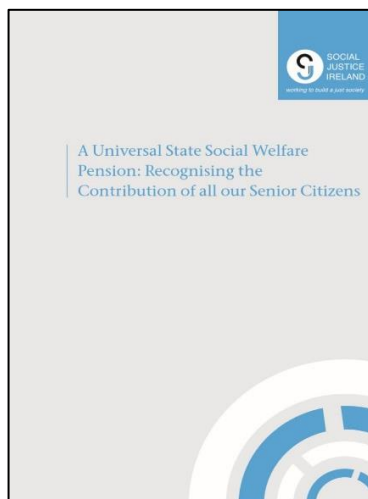 SOCIAL
JUSTICE
IRELAND
working to build a just society
A Universal State Social Welfare
Pension: Recognising the
Contribution of all our Senior Citizens